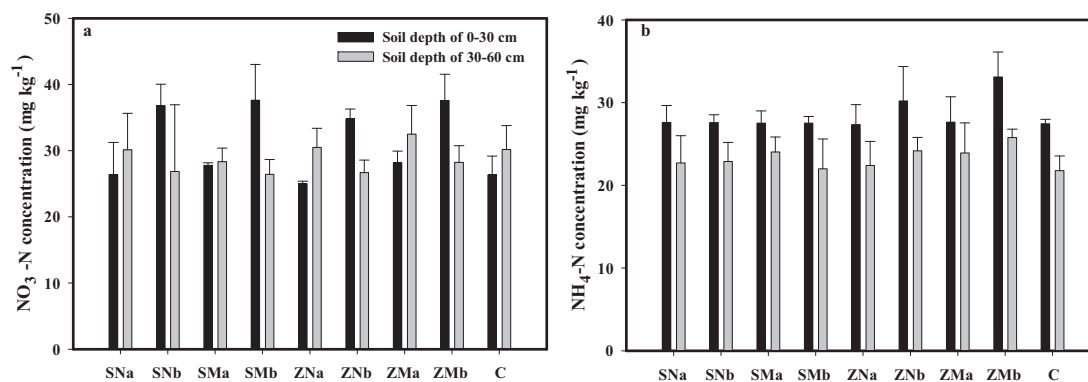 a
Soil depth of 0-30 cm
Soil depth of 30-60 cm
NO3 -N concentration (mg kg-1)
50
40
30
20
10
0
SNa SNb SMa SMb ZNa ZNb ZMa ZMb C
b
NH4-N concentration (mg kg-1)
40
30
20
10
0
SNa SNb SMa SMb ZNa ZNb ZMa ZMb C